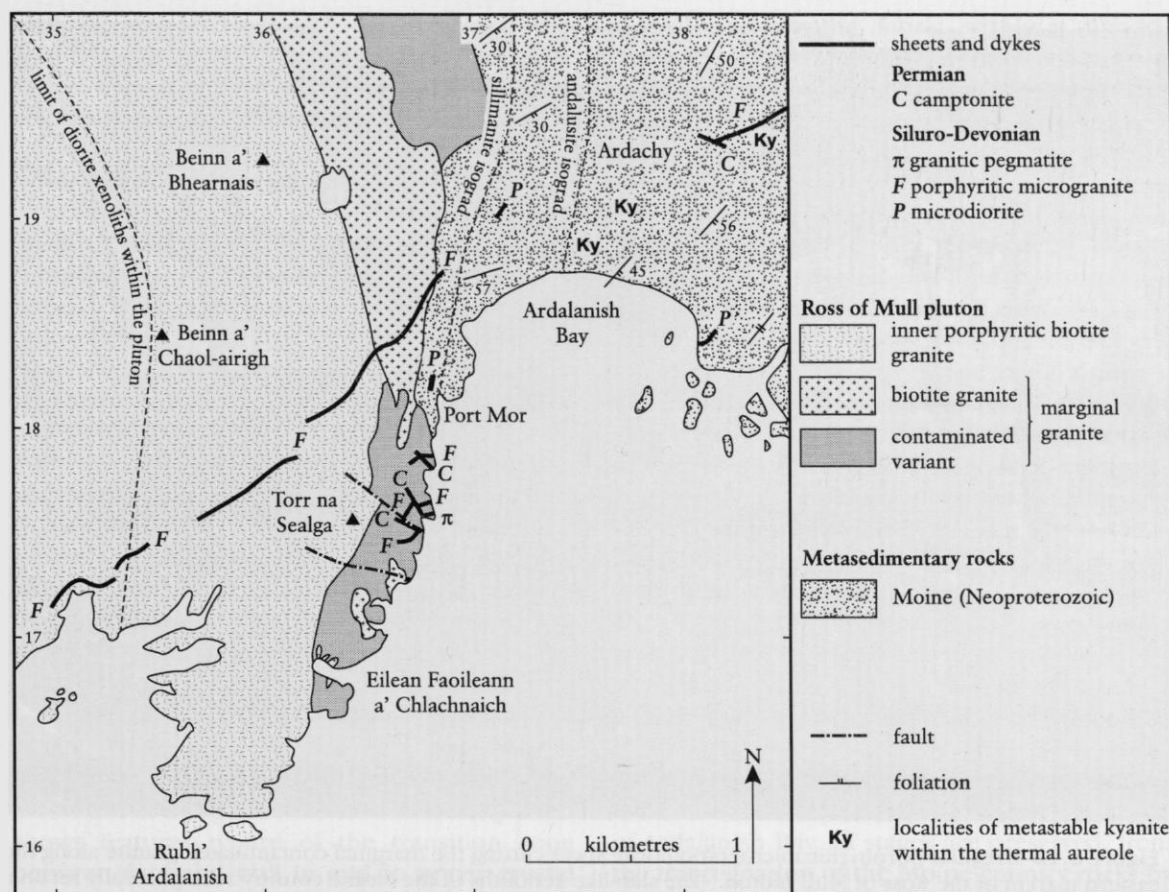 35
36
37
38
30
50
30
56
57
45
19
18
17
16
limit of diorite xenoliths within the pluton
sillimanite isograd
andalusite isograd
Beinn a'
Bhearnais
Ardachy
F
Ky
C
P
Ky
Ky
F
Beinn a'
Chaol-airigh
Ardalanish
Bay
P
P
Port Mor
F
F
C
C
F
F
C
π
F
Torr na
Sealga
F
F
Eilean Faoileann
a' Chlachnaich
Rubh'
Ardalanish
N
0 kilometres 1
sheets and dykes
Permian
C camptonite
Siluro-Devonian
π granitic pegmatite
F porphyritic microgranite
P microdiorite
Ross of Mull pluton
inner porphyritic biotite
granite
biotite granite
marginal
granite
contaminated
variant
Metasedimentary rocks
Moine (Neoproterozoic)
fault
foliation
Ky localities of metastable kyanite
within the thermal aureole